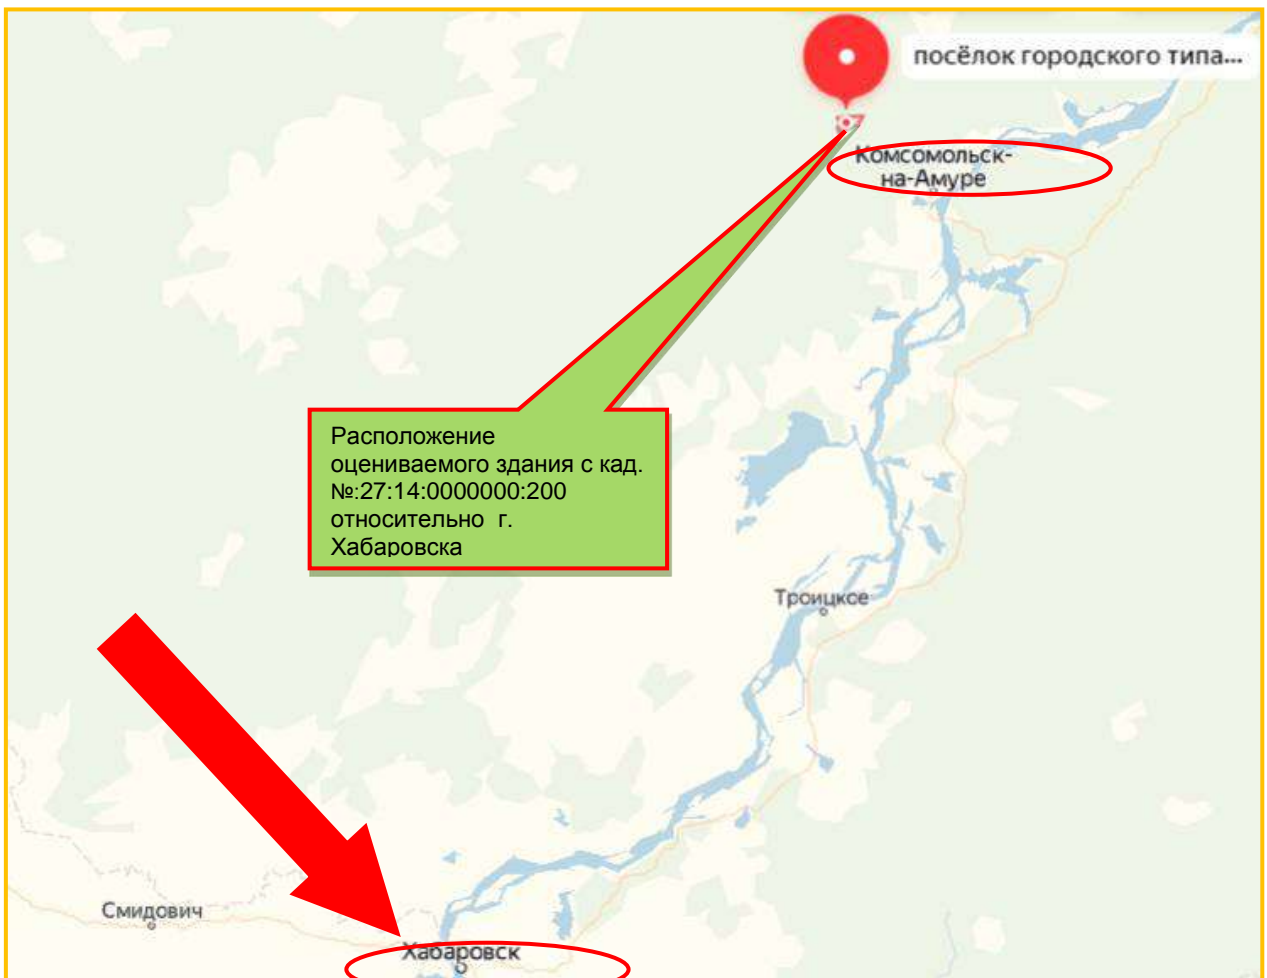 посёлок городского типа...
Комсомольск-
на-Амуре
Расположение
оцениваемого здания с кад.
№:27:14:0000000:200
относительно г.
Хабаровска
Троицкое
Смидович
Хабаровск